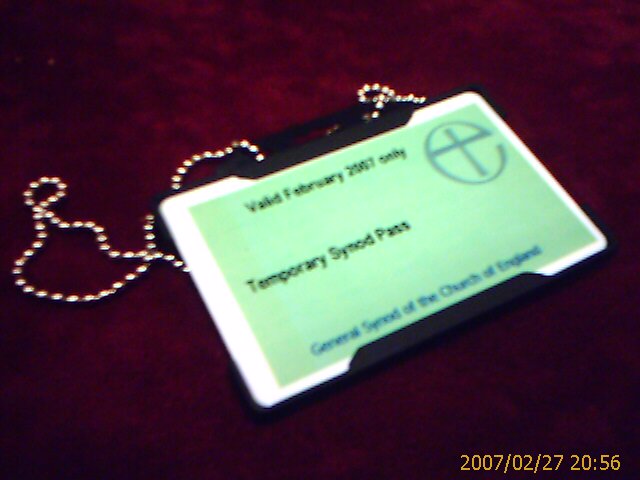 Valid February 2007 only
Temporary Synod Pass
General Synod of the Church of England
2007/02/27 20:56